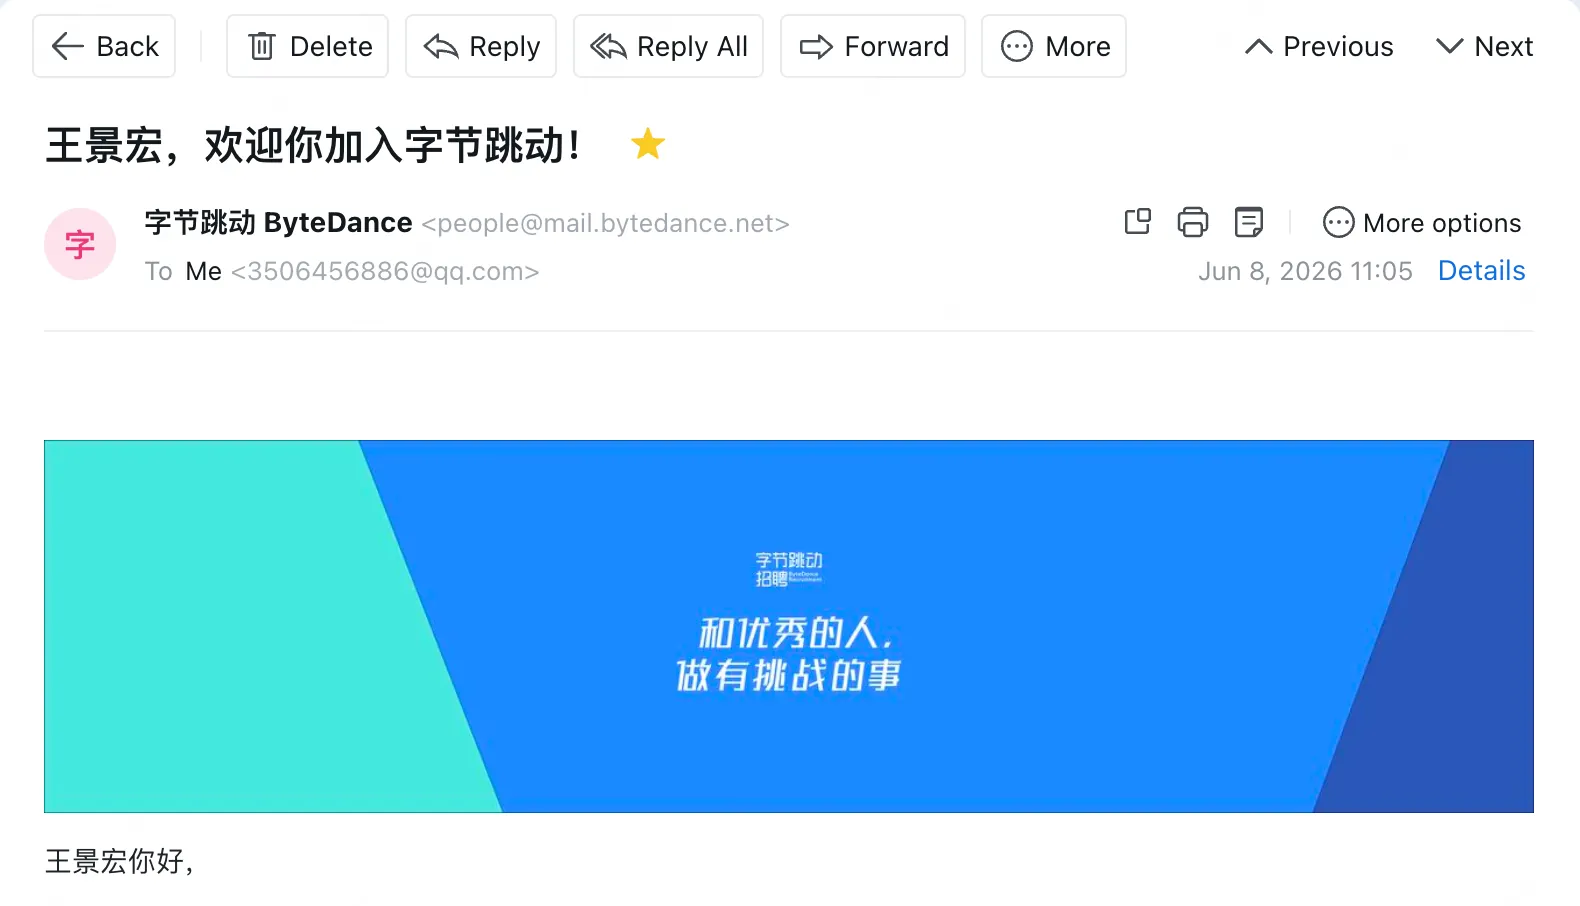 Back
Delete
Reply
Reply All
Forward
More
Previous
Next
王景宏，欢迎你加入字节跳动！
字
字节跳动 ByteDance <people@mail.bytedance.net>
More options
To Me <3506456886@qq.com>
Jun 8, 2026 11:05 Details
字节跳动
招聘 ByteDance Recruitment
和优秀的人，
做有挑战的事
王景宏你好，